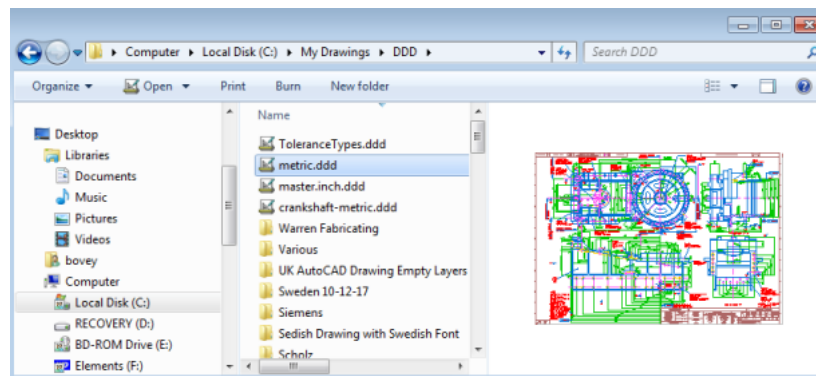 Computer Local Disk (C:) My Drawings DDD Search DDD
Organize Open Print Burn New folder
Desktop
Libraries
Documents
Music
Pictures
Videos
bovey
Computer
Local Disk (C:)
RECOVERY (D:)
BD-ROM Drive (E:)
Elements (F:)
Name
ToleranceTypes.ddd
metric.ddd
master.inch.ddd
crankshaft-metric.ddd
Warren Fabricating
Various
UK AutoCAD Drawing Empty Layers
Sweden 10-12-17
Siemens
Sedish Drawing with Swedish Font
Scholz